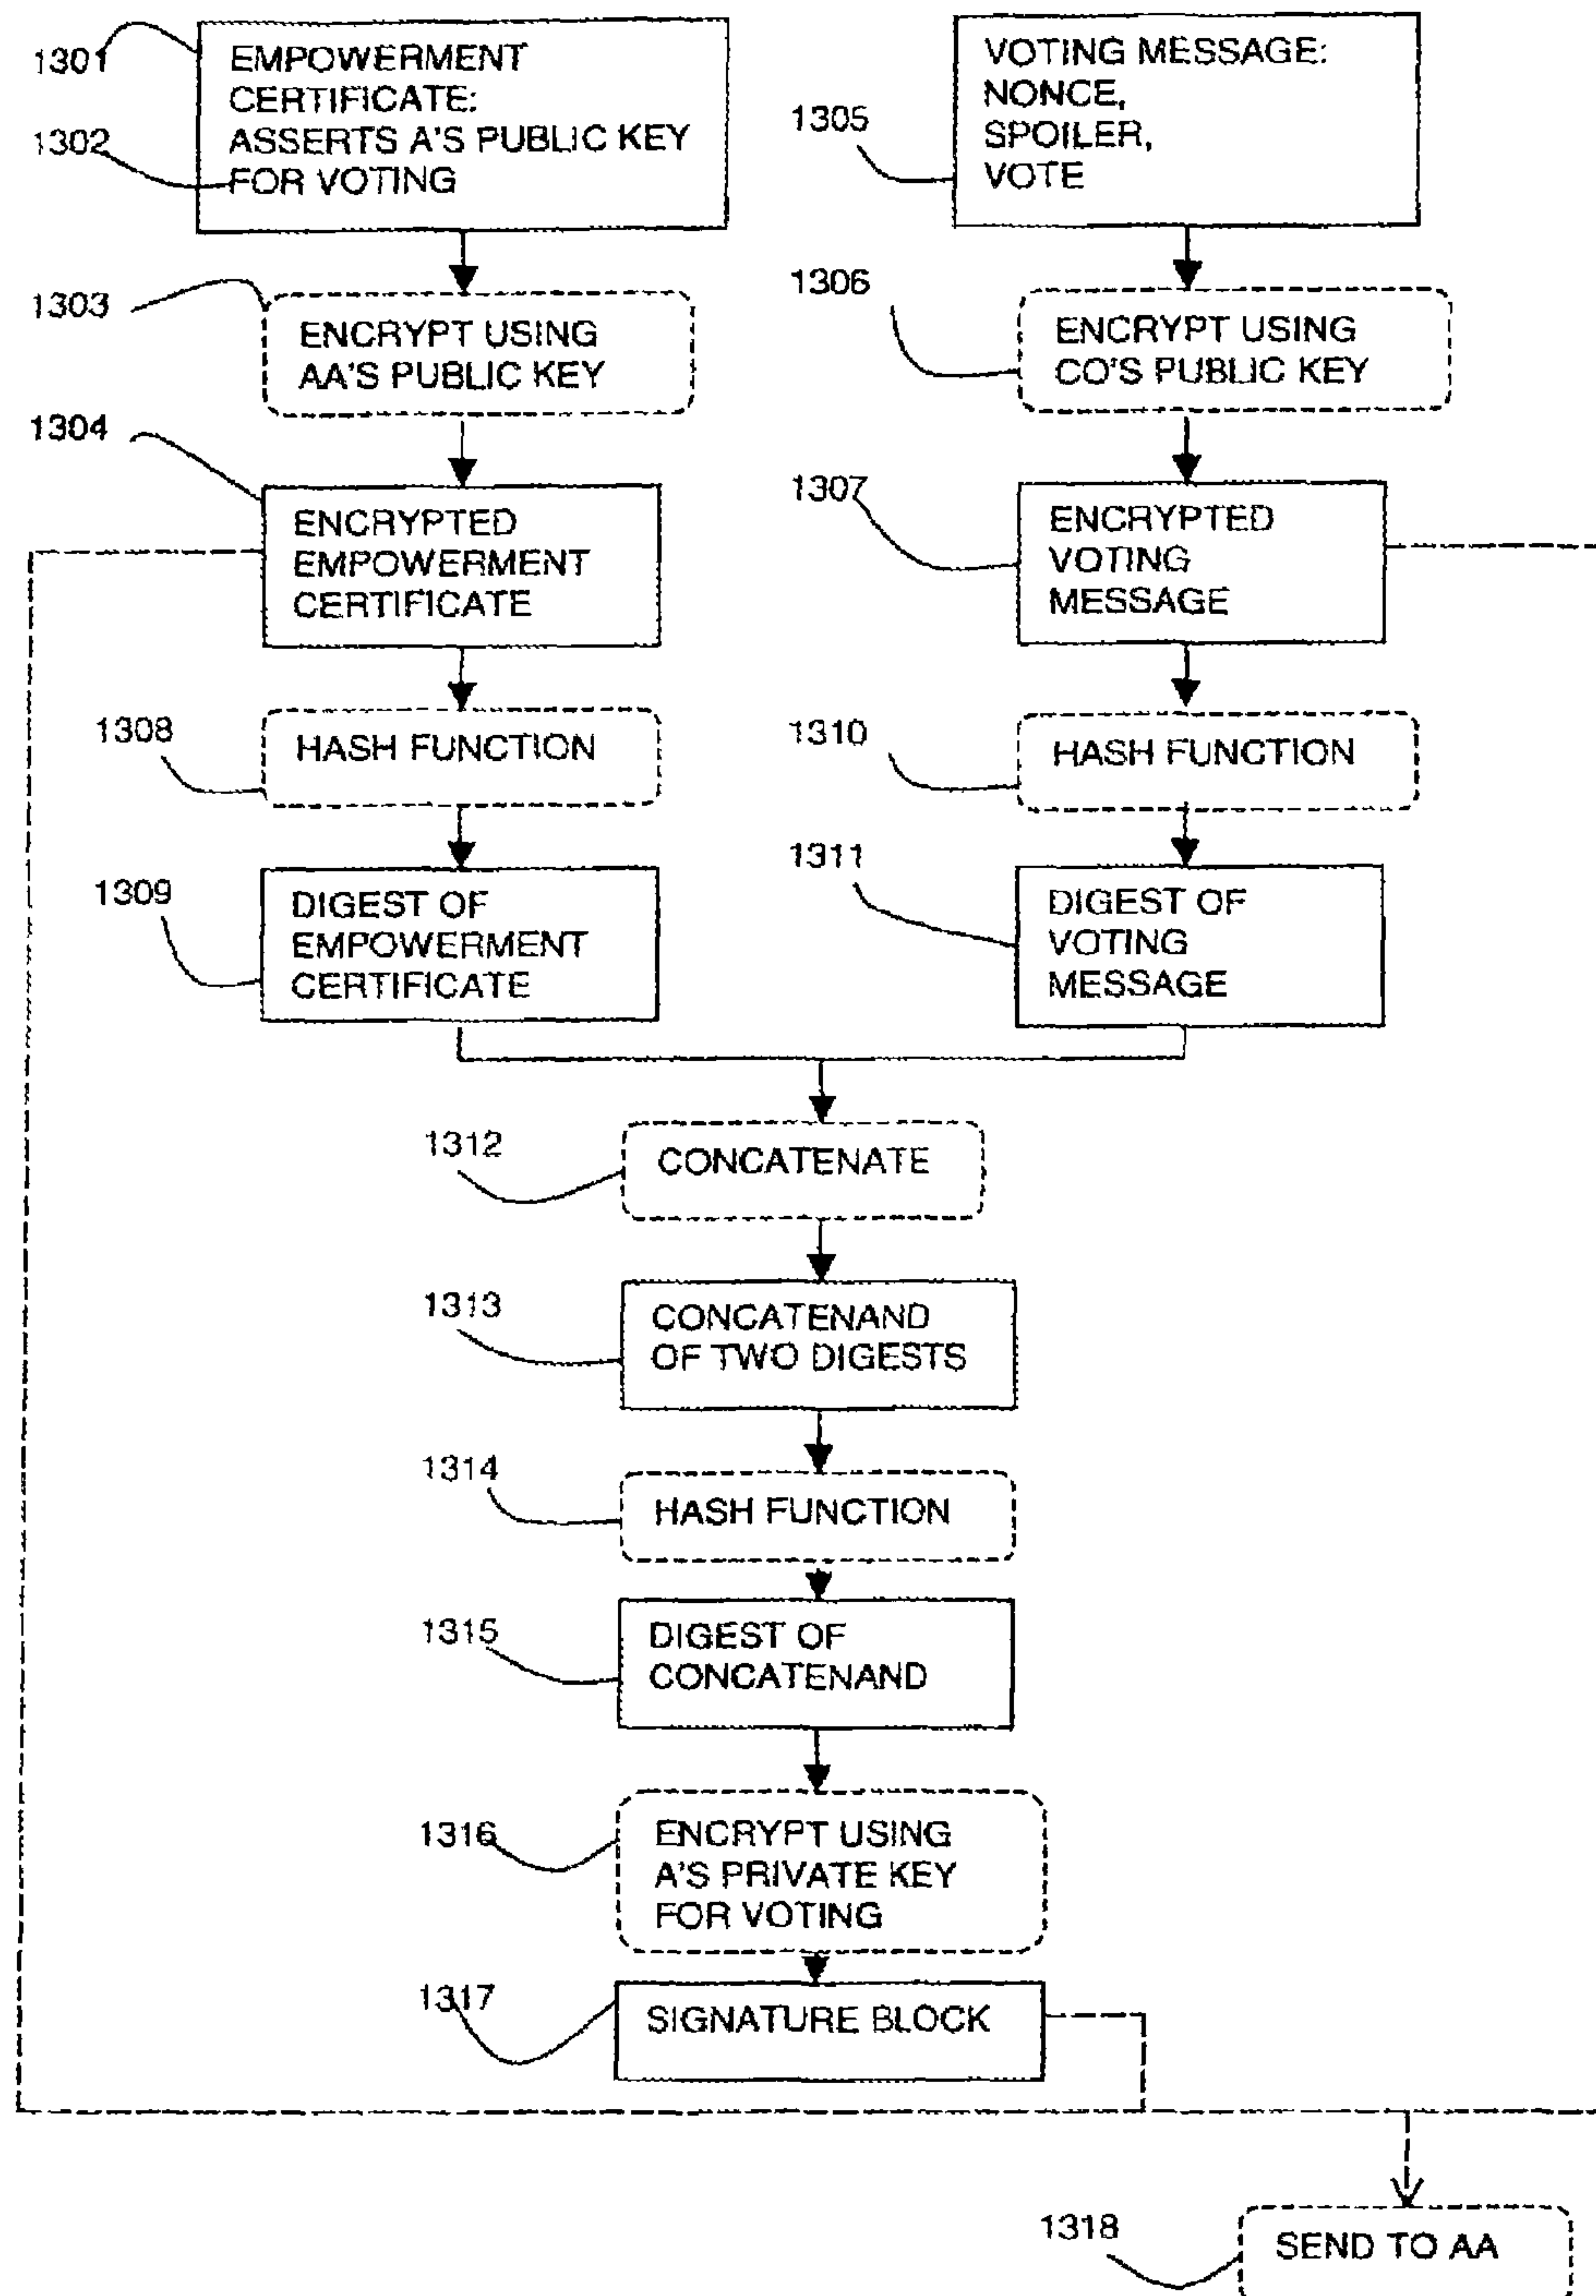 1301
EMPOWERMENT
CERTIFICATE:
1302
ASSERTS A'S PUBLIC KEY
FOR VOTING
1305
VOTING MESSAGE:
NONCE,
SPOILER,
VOTE
1303
ENCRYPT USING
AA'S PUBLIC KEY
1306
ENCRYPT USING
CO'S PUBLIC KEY
1304
ENCRYPTED
EMPOWERMENT
CERTIFICATE
1307
ENCRYPTED
VOTING
MESSAGE
1308
HASH FUNCTION
1310
HASH FUNCTION
1309
DIGEST OF
EMPOWERMENT
CERTIFICATE
1311
DIGEST OF
VOTING
MESSAGE
1312
CONCATENATE
1313
CONCATENAND
OF TWO DIGESTS
1314
HASH FUNCTION
1315
DIGEST OF
CONCATENAND
1316
ENCRYPT USING
A'S PRIVATE KEY
FOR VOTING
1317
SIGNATURE BLOCK
1318
SEND TO AA